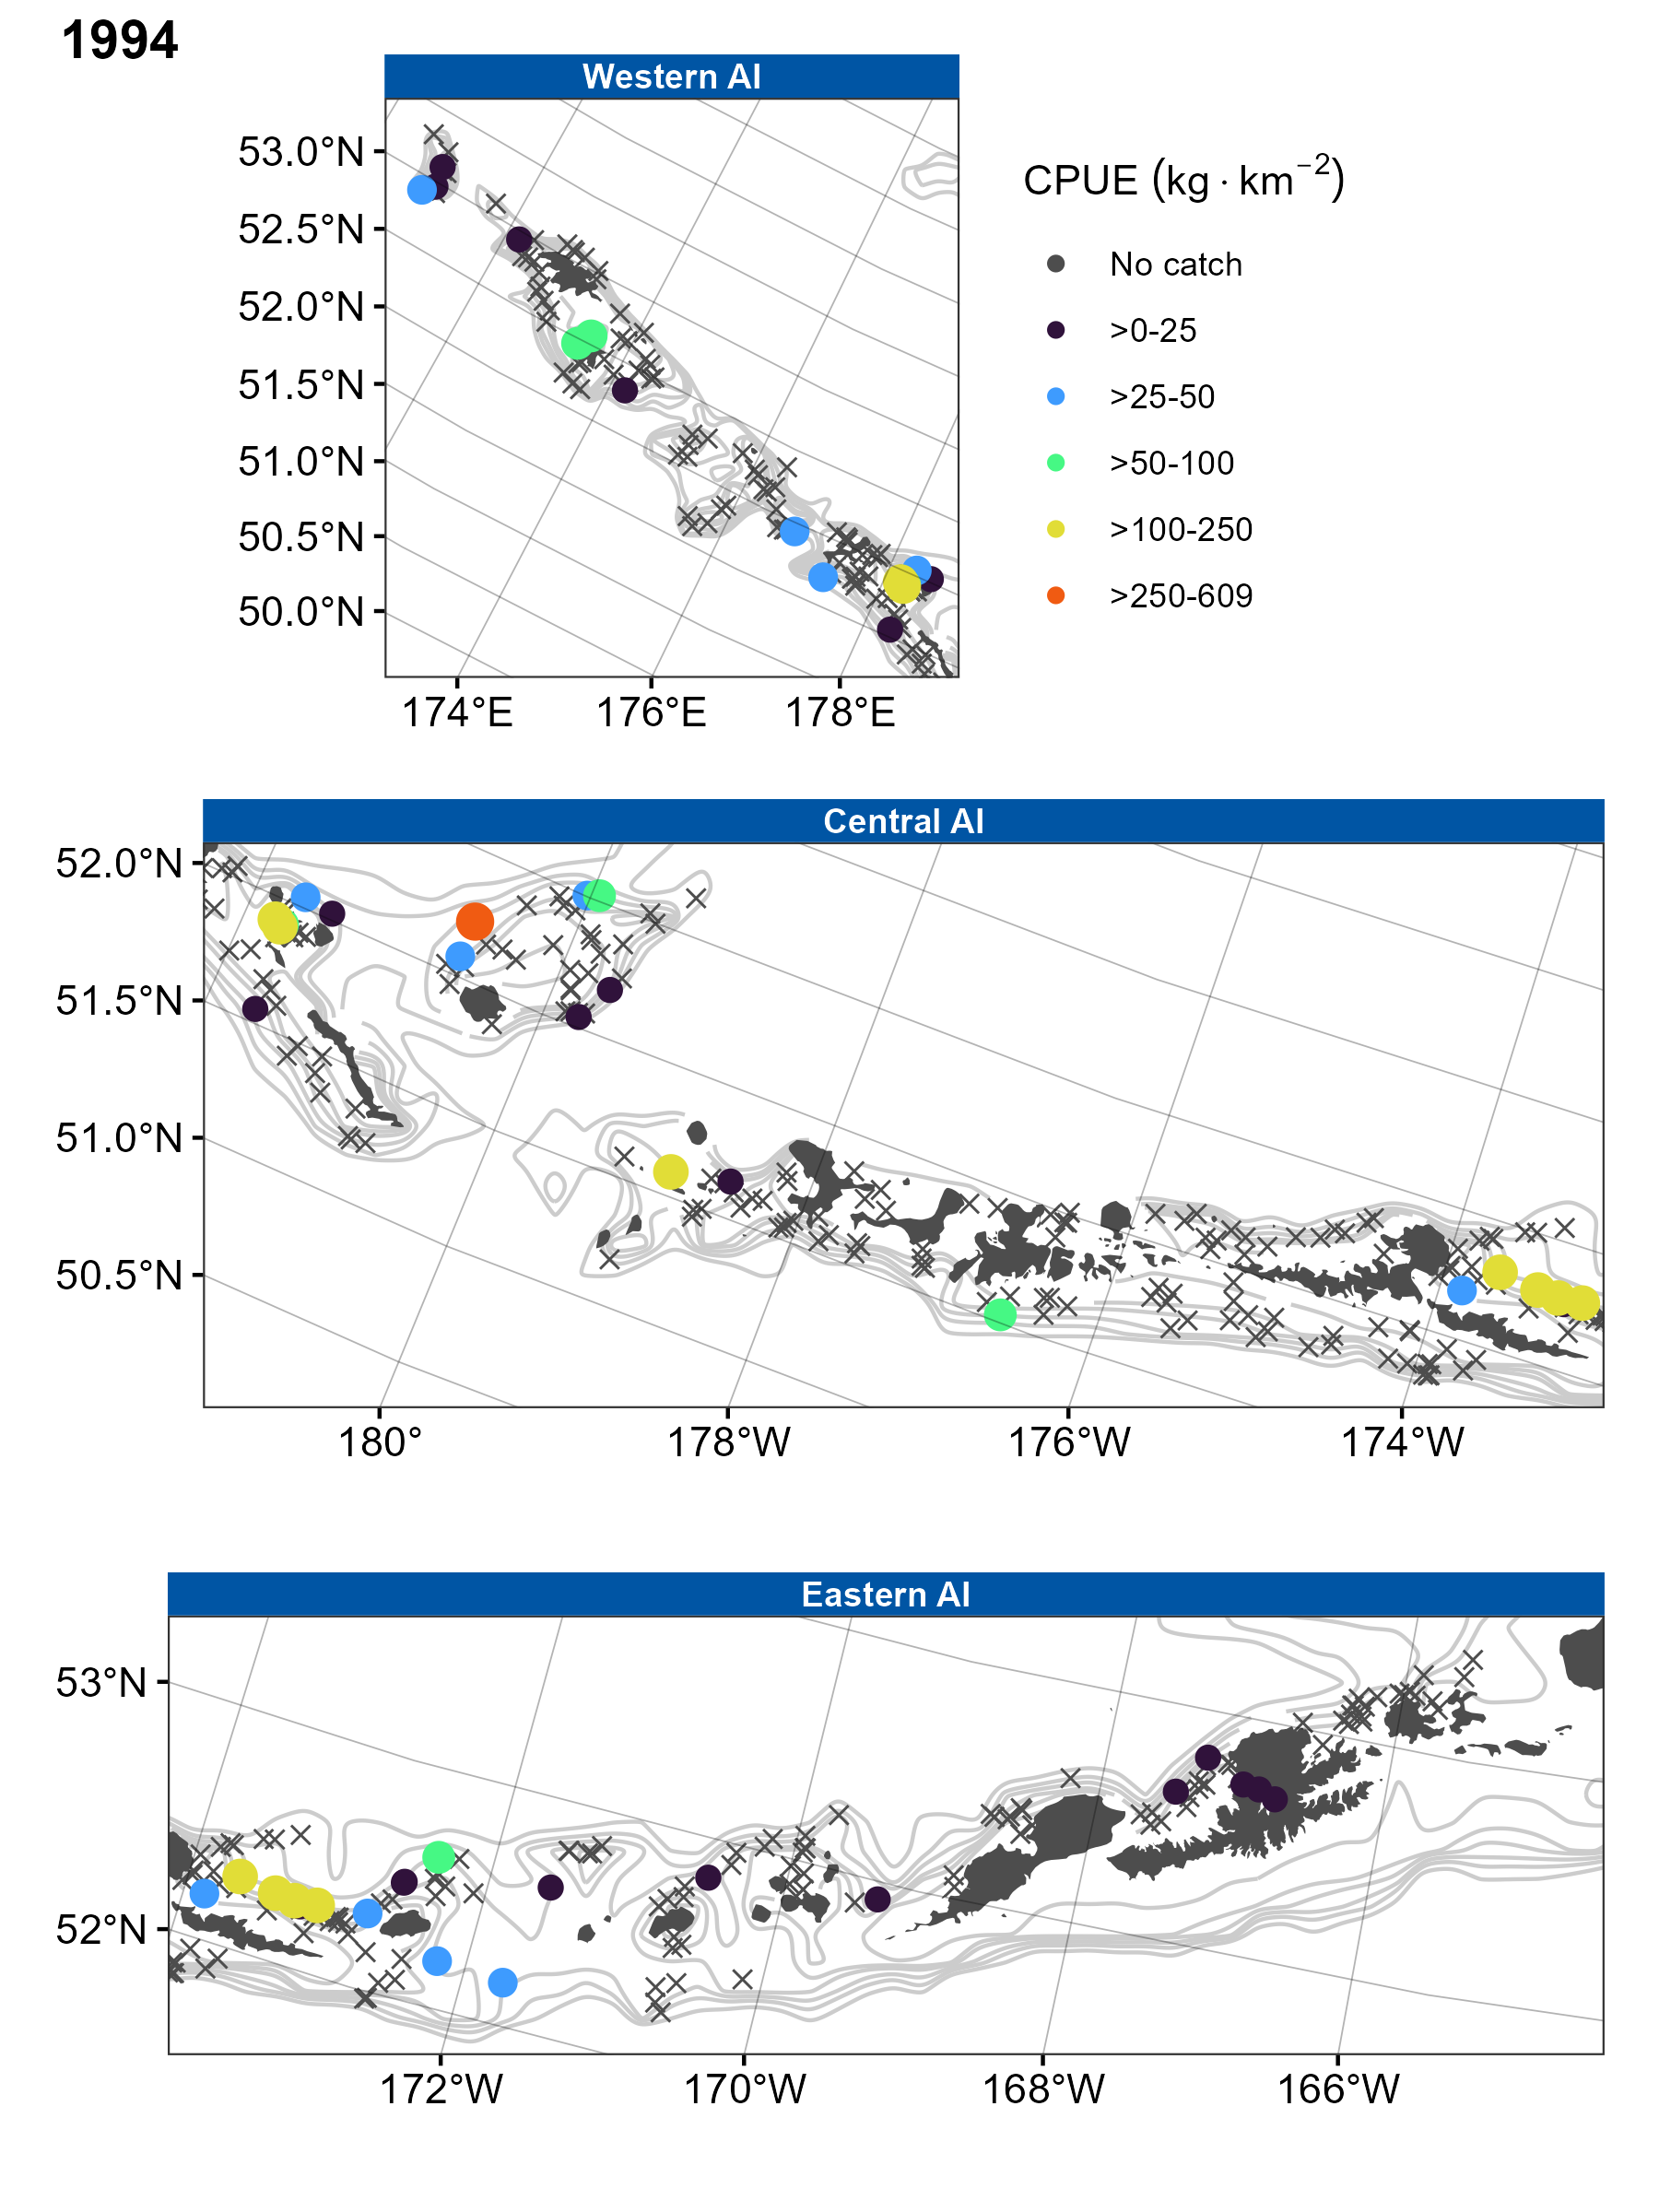 1994
Western AI
53.0°N
52.5°N
52.0°N
51.5°N
51.0°N
50.5°N
50.0°N
174°E 176°E 178°E
CPUE (kg · km⁻²)
No catch
>0-25
>25-50
>50-100
>100-250
>250-609
Central AI
52.0°N
51.5°N
51.0°N
50.5°N
180° 178°W 176°W 174°W
Eastern AI
53°N
52°N
172°W 170°W 168°W 166°W